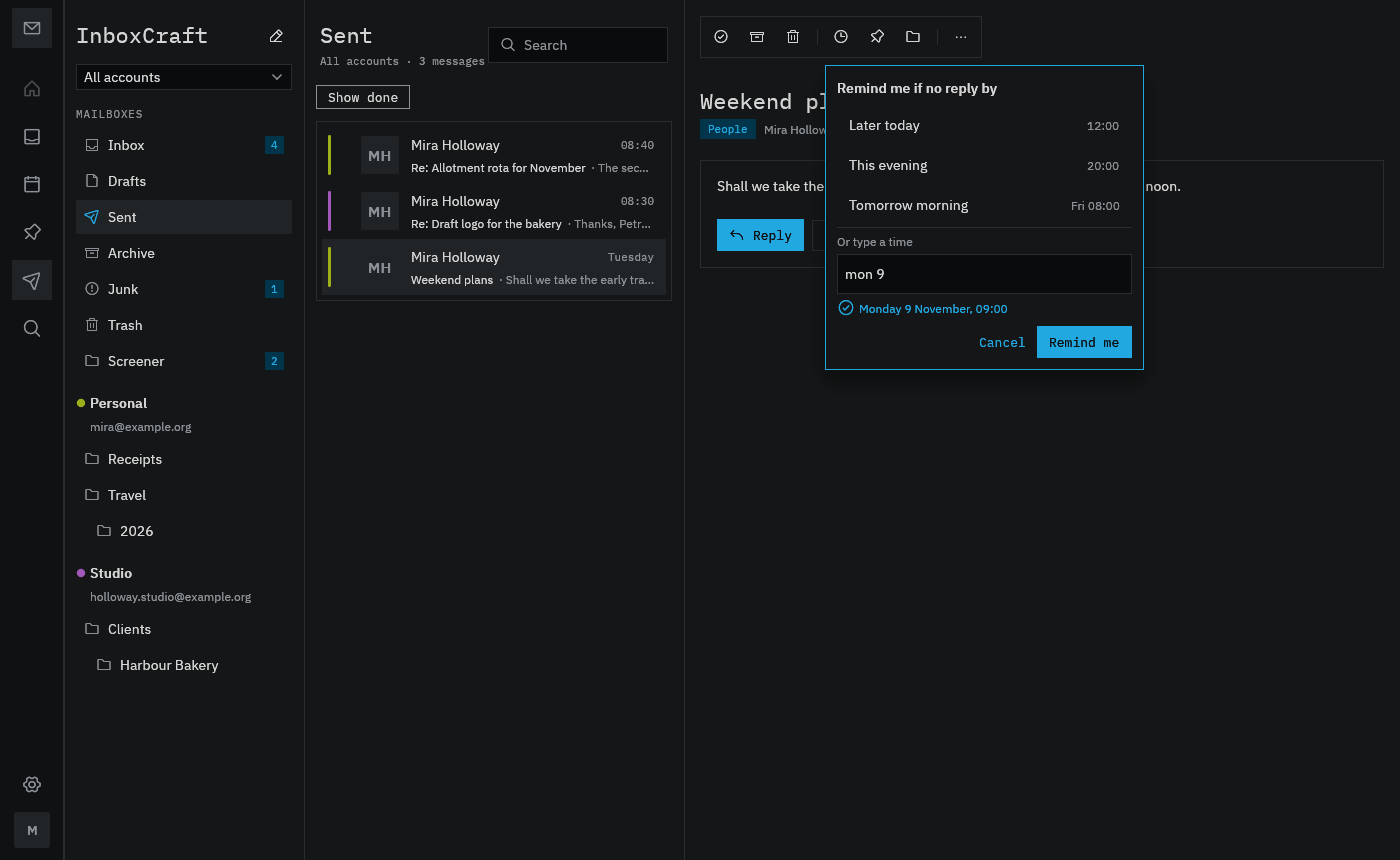 InboxCraft
All accounts
MAILBOXES
Inbox 4
Drafts
Sent
Archive
Junk 1
Trash
Screener 2
Personal
mira@example.org
Receipts
Travel
2026
Studio
holloway.studio@example.org
Clients
Harbour Bakery
M
Sent
All accounts · 3 messages
Search
Show done
MH
Mira Holloway 08:40
Re: Allotment rota for November · The sec…
MH
Mira Holloway 08:30
Re: Draft logo for the bakery · Thanks, Petr…
MH
Mira Holloway Tuesday
Weekend plans · Shall we take the early tra…
Weekend pl
People Mira Hollow
Shall we take the noon.
Reply
Remind me if no reply by
Later today 12:00
This evening 20:00
Tomorrow morning Fri 08:00
Or type a time
mon 9
Monday 9 November, 09:00
Cancel Remind me